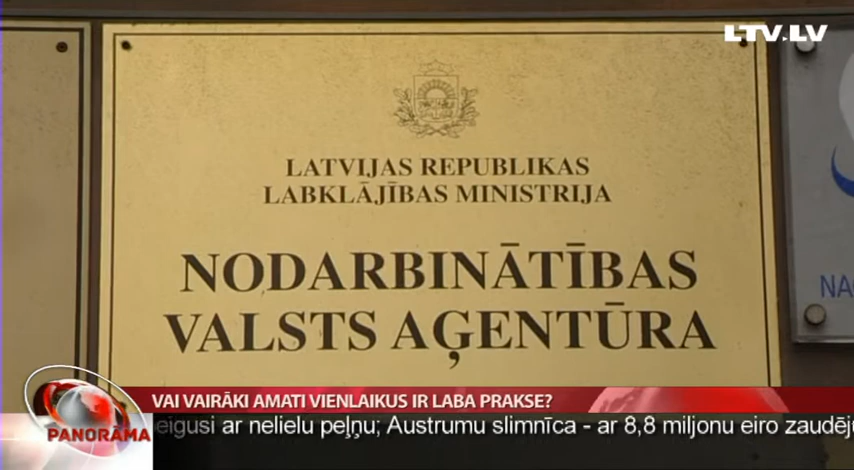 LTV.LV
LATVIJAS REPUBLIKAS
LABKLĀJĪBAS MINISTRIJA
NODARBINĀTĪBAS
VALSTS AĢENTŪRA
VAI VAIRĀKI AMATI VIENLAIKUS IR LABA PRAKSE?
PANORĀMA
ar nelielu peļņu; Austrumu slimnīca - ar 8,8 miljonu eiro